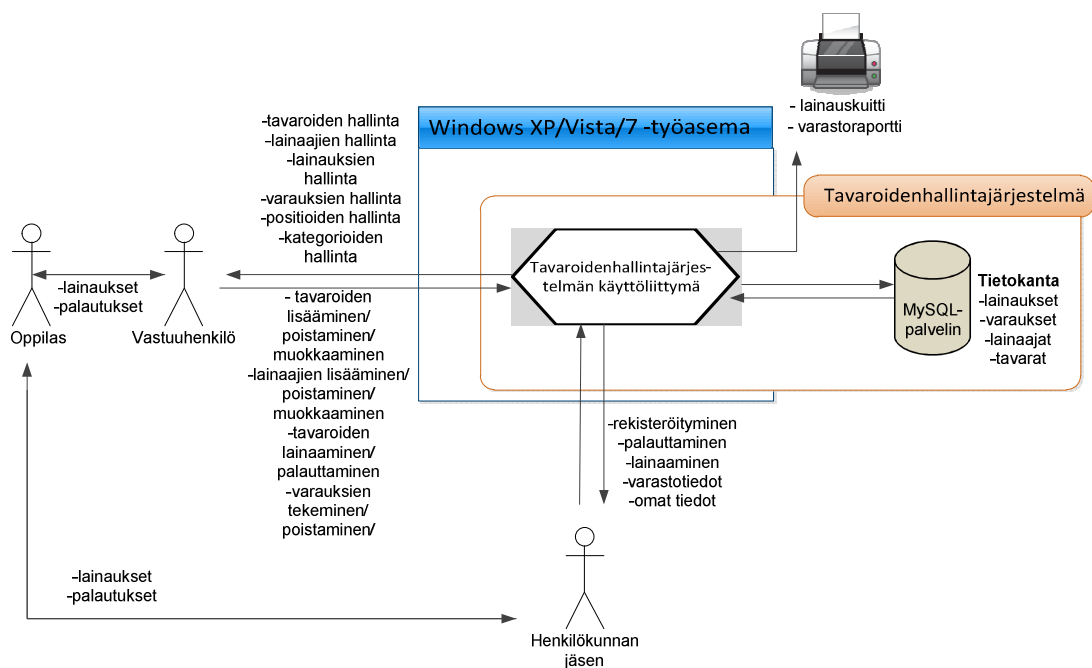 - lainauskuitti
- varastoraportti
Windows XP/Vista/7 -työasema
-tavaroiden hallinta
-lainaajien hallinta
-lainauksien
hallinta
-varauksien hallinta
-positioiden hallinta
-kategorioiden
hallinta
Tavaroidenhallintajärjestelmä
Tavaroidenhallintajärjes-
telmän käyttöliittymä
MySQL-
palvelin
Tietokanta
-lainaukset
-varaukset
-lainaajat
-tavarat
-lainaukset
-palautukset
Oppilas
Vastuuhenkilö
- tavaroiden
lisääminen/
poistaminen/
muokkaaminen
-lainaajien lisääminen/
poistaminen/
muokkaaminen
-tavaroiden
lainaaminen/
palauttaminen
-varauksien
tekeminen/
poistaminen/
-rekisteröityminen
-palauttaminen
-lainaaminen
-varastotiedot
-omat tiedot
-lainaukset
-palautukset
Henkilökunnan
jäsen